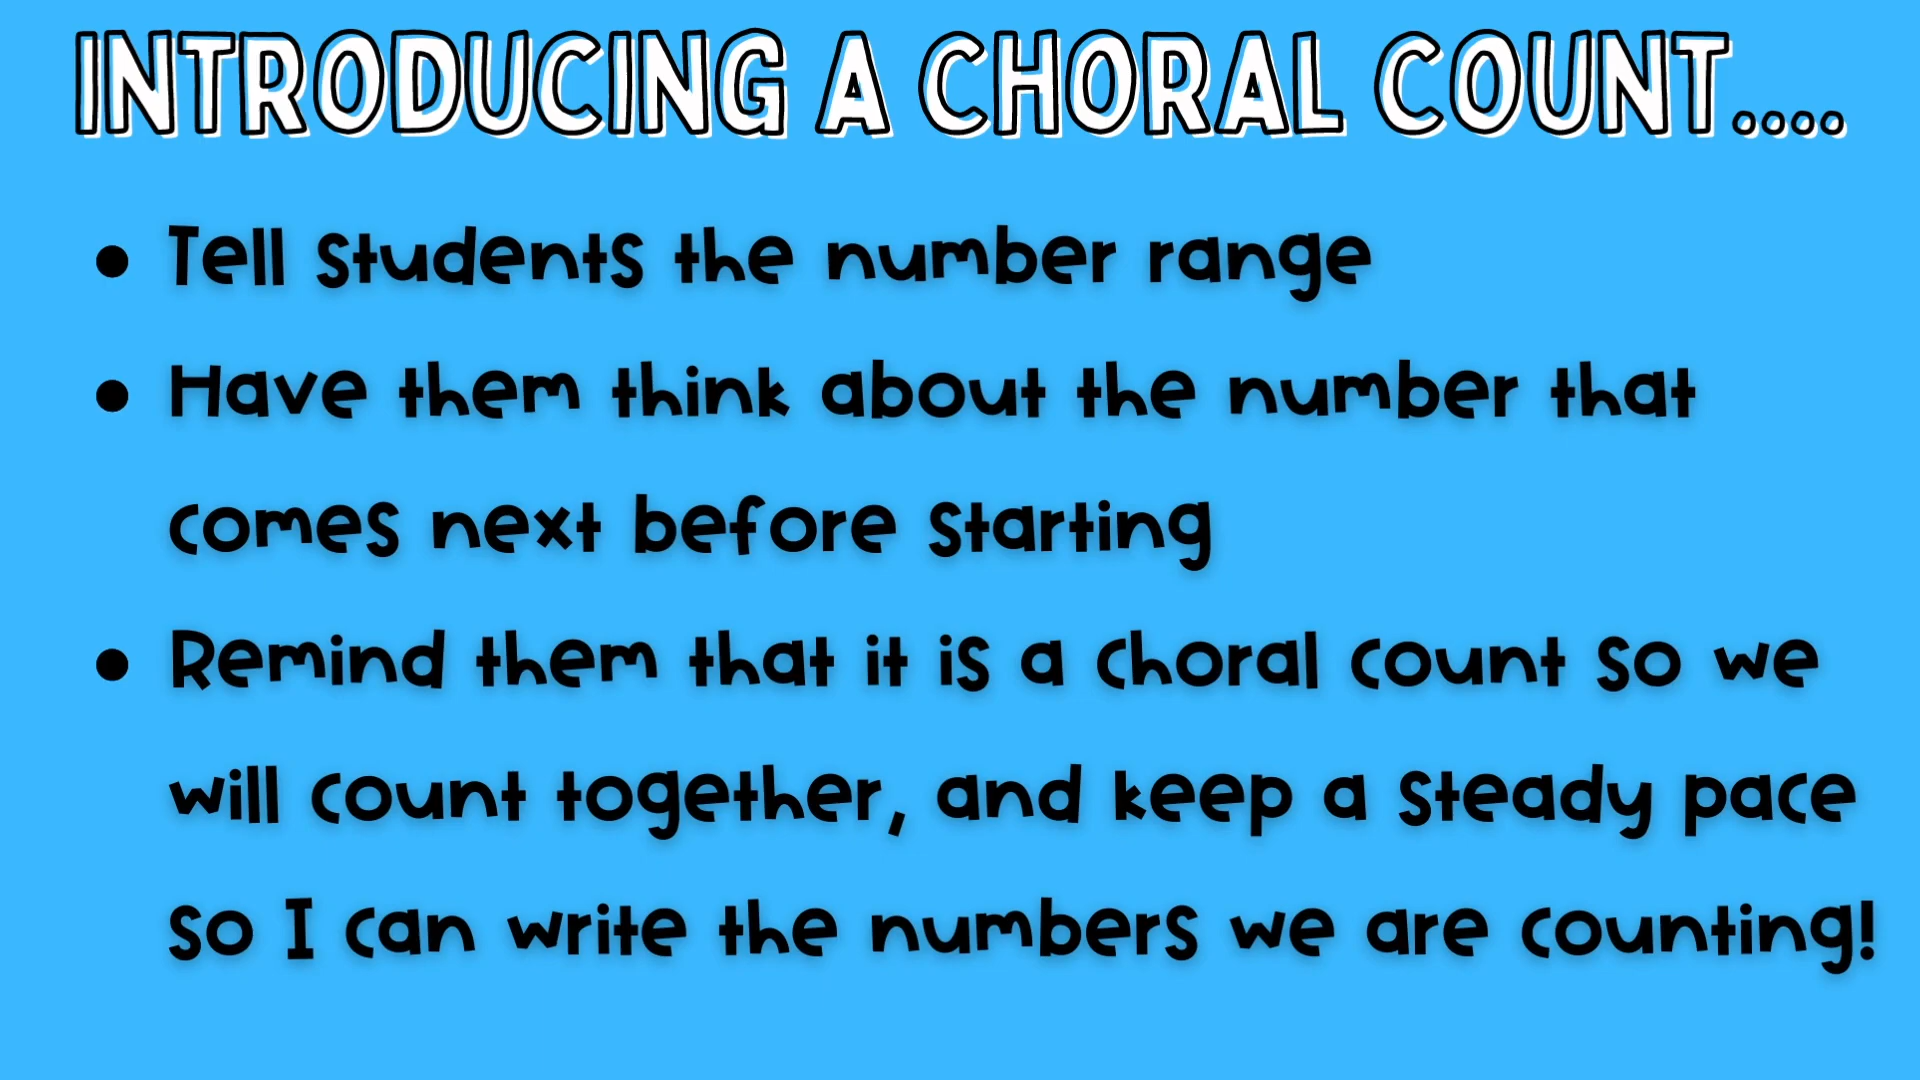 INTRODUCING A CHORAL COUNT....
• Tell students the number range
• Have them think about the number that
comes next before starting
• Remind them that it is a choral count so we
will count together, and keep a steady pace
so I can write the numbers we are counting!